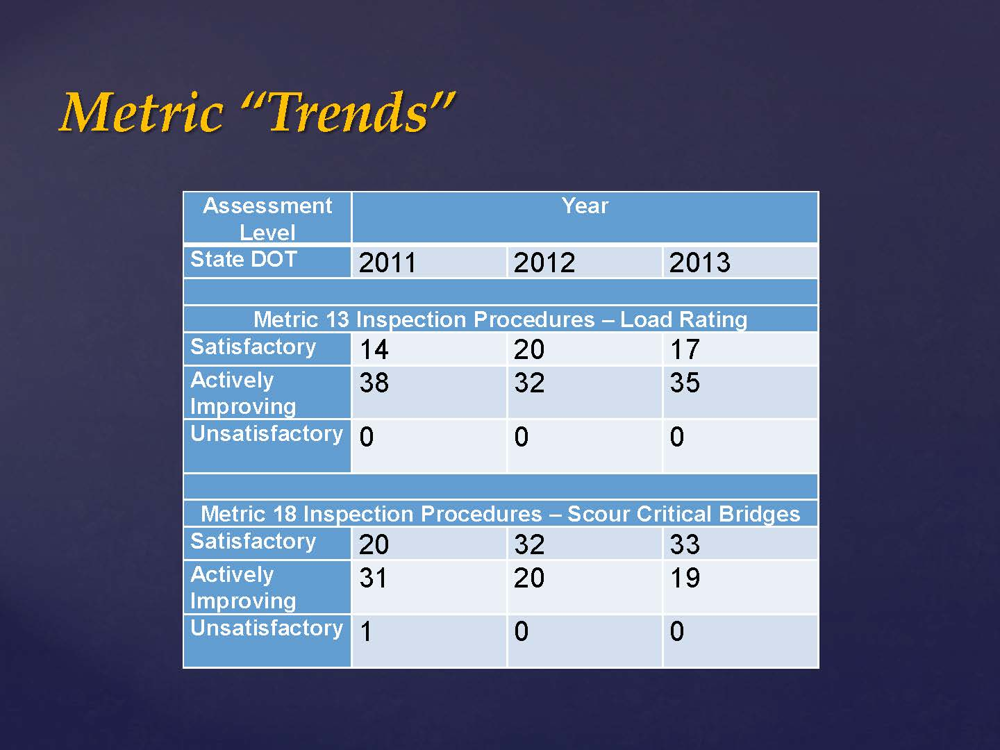 Metric “Trends”
Assessment
Level
Year
State DOT 2011 2012 2013
Metric 13 Inspection Procedures – Load Rating
Satisfactory 14 20 17
Actively
Improving
38 32 35
Unsatisfactory 0 0 0
Metric 18 Inspection Procedures – Scour Critical Bridges
Satisfactory 20 32 33
Actively
Improving
31 20 19
Unsatisfactory 1 0 0